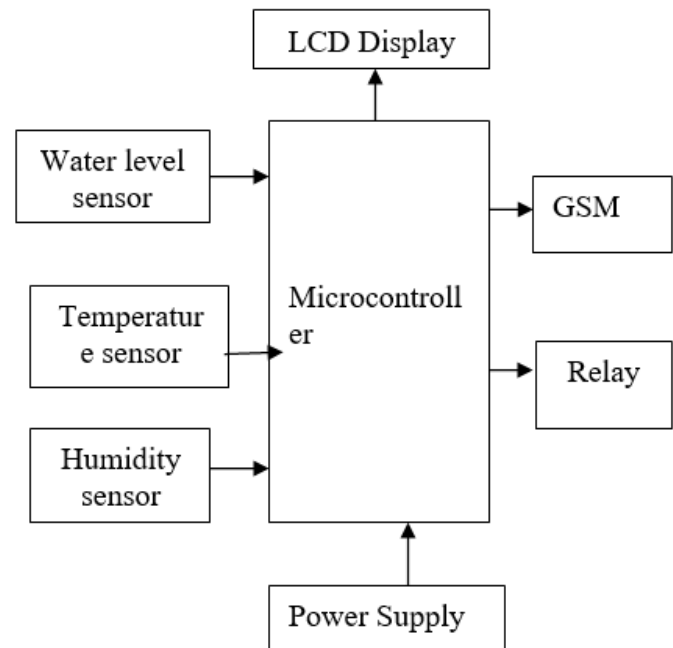 LCD Display
Water level
sensor
GSM
Microcontroll
er
Temperatur
e sensor
Relay
Humidity
sensor
Power Supply